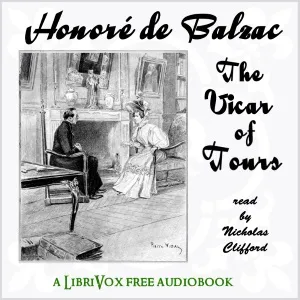 Honoré de Balzac
The
Vicar
of
Tours
read
by
Nicholas
Clifford
A LIBRIVOX FREE AUDIOBOOK